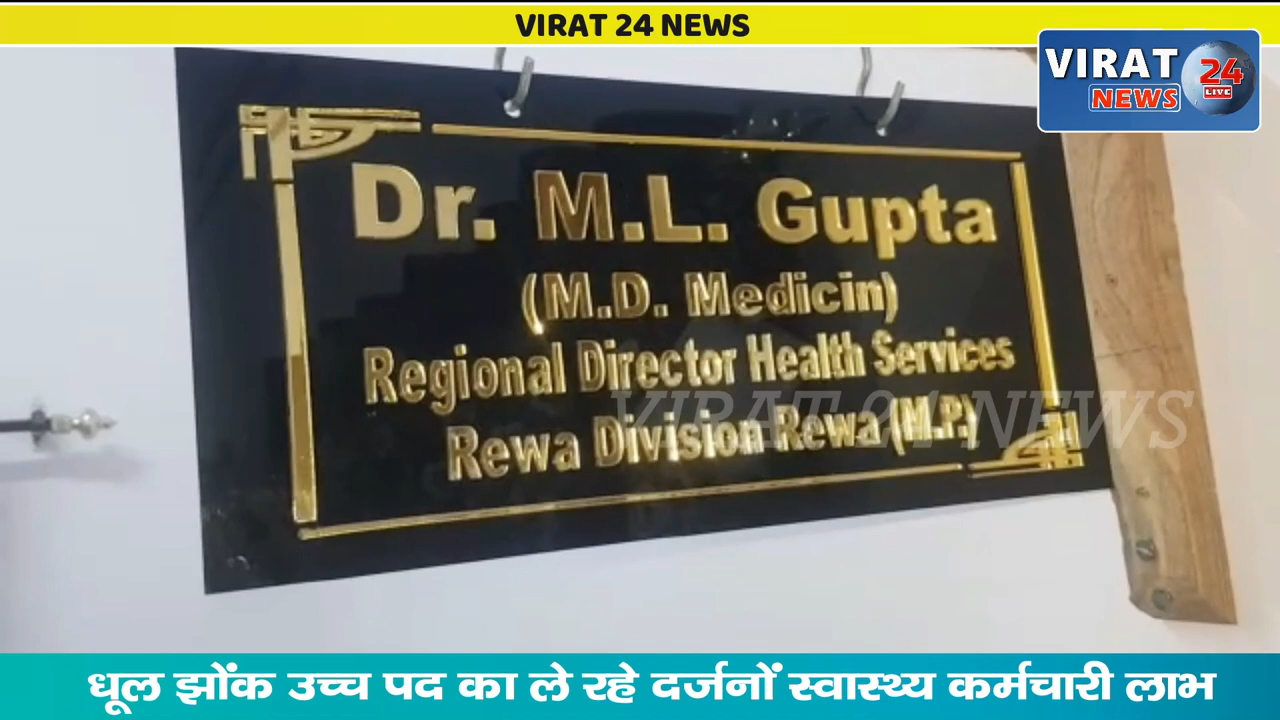 VIRAT 24 NEWS
VIRAT 24
NEWS LIVE
Dr. M.L. Gupta
(M.D. Medicin)
Regional Director Health Services
Rewa Division Rewa (M.P.)
VIRAT 24 NEWS
धूल झोंक उच्च पद का ले रहे दर्जनों स्वास्थ्य कर्मचारी लाभ